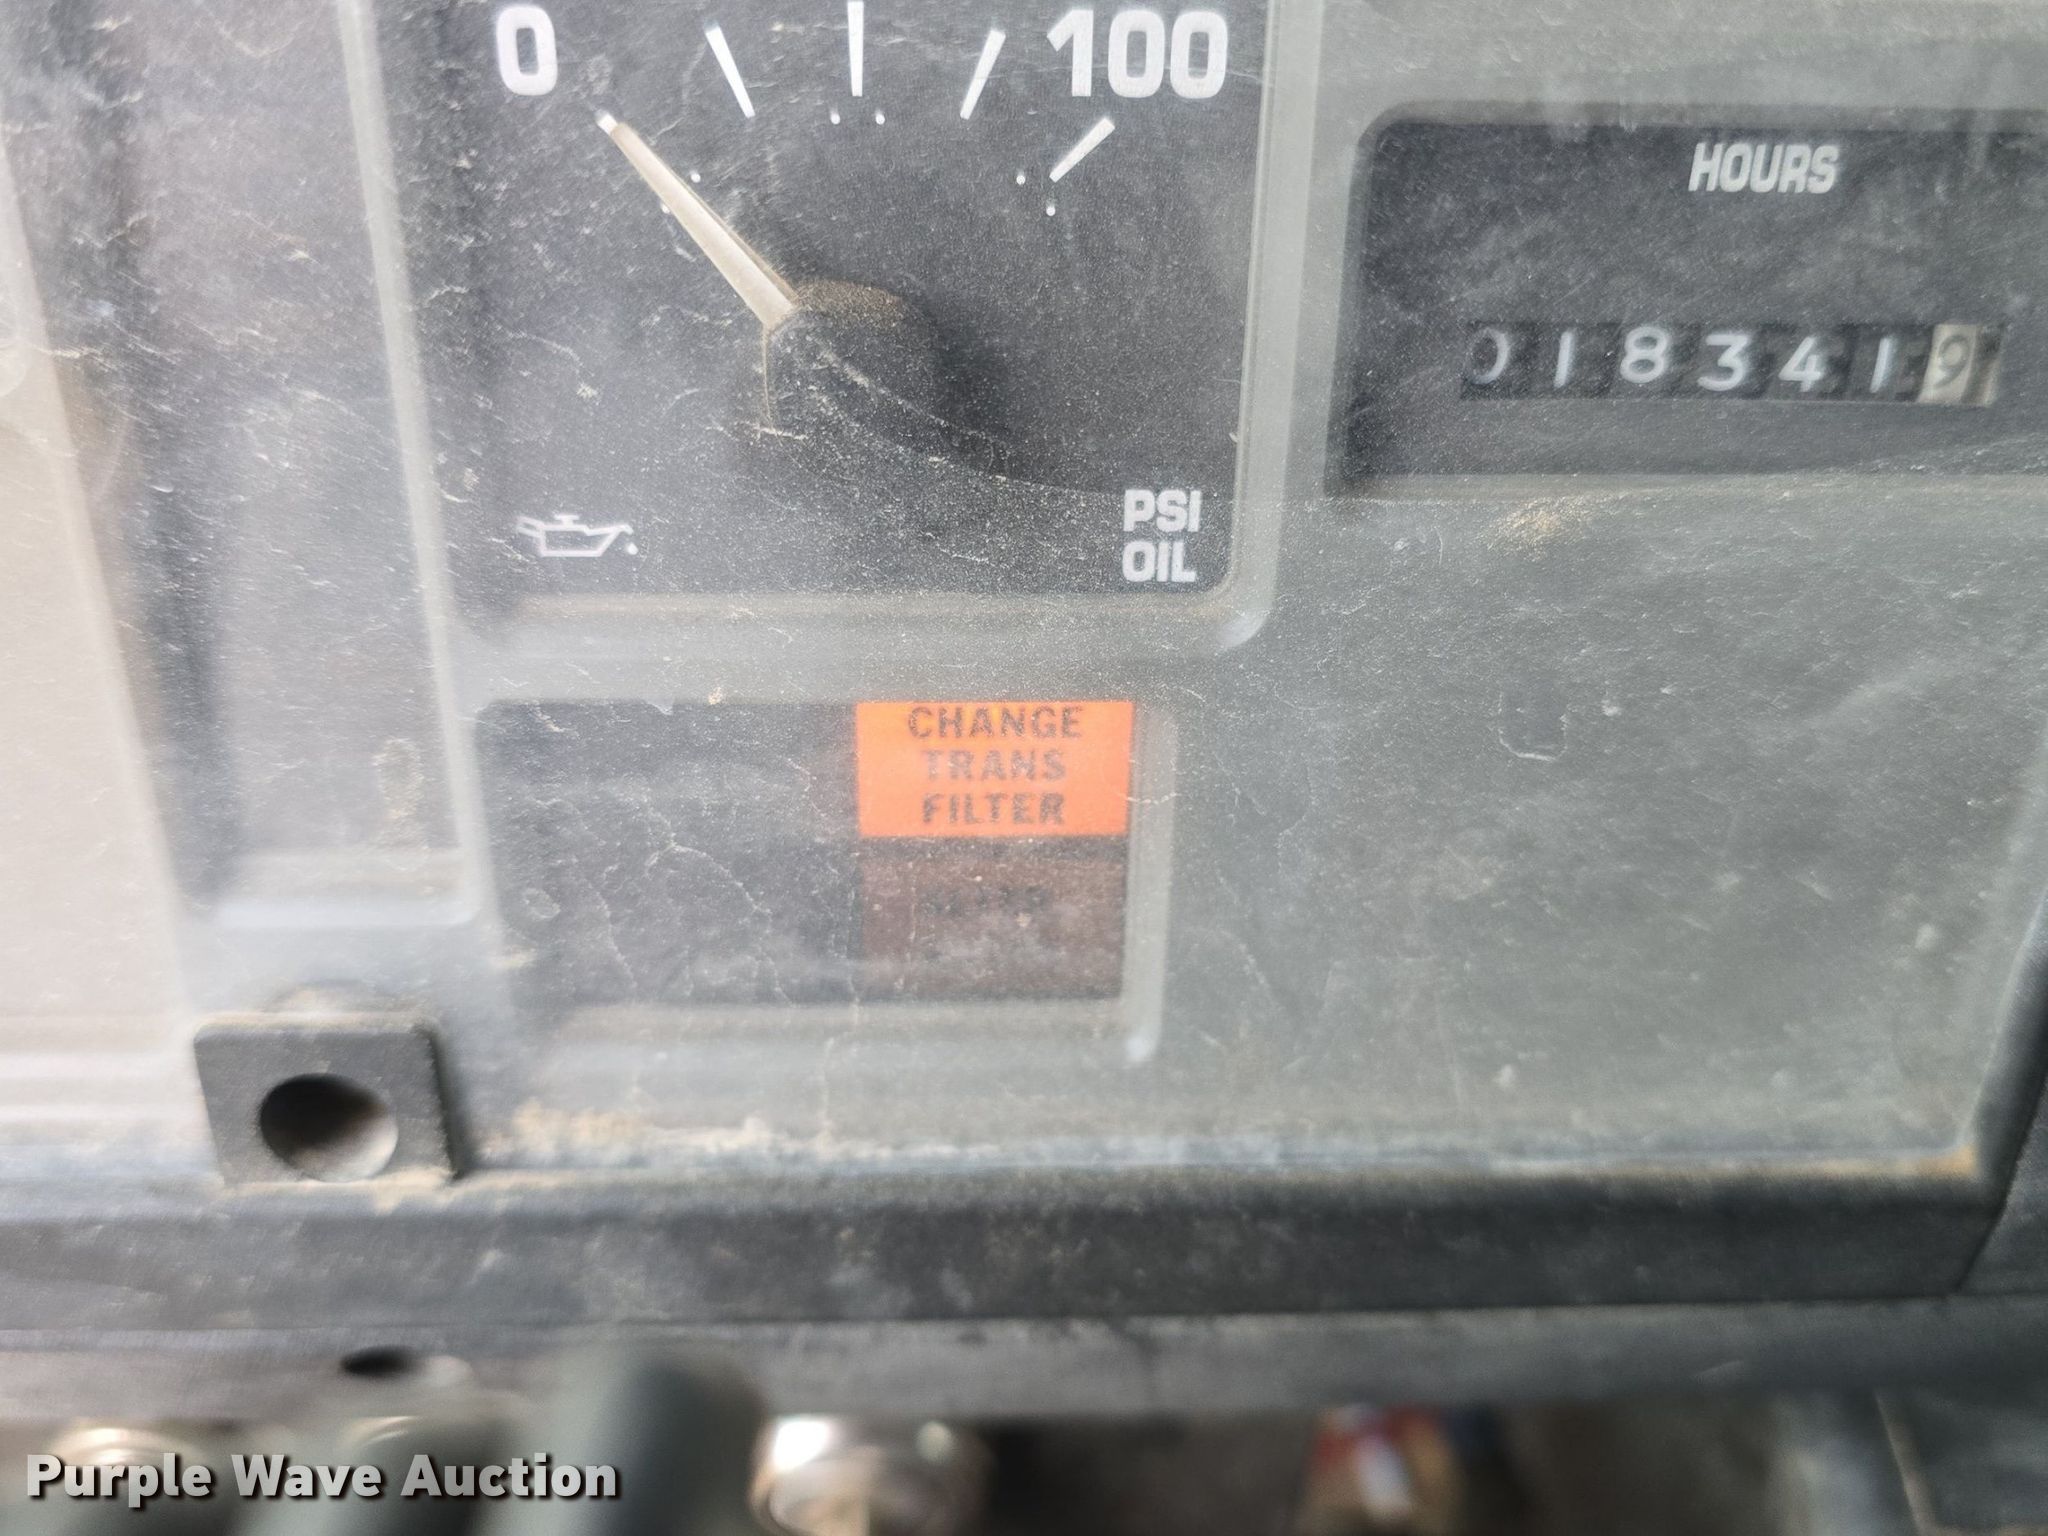 0 100
HOURS
0183419
PSI
OIL
CHANGE
TRANS
FILTER
Purple Wave Auction